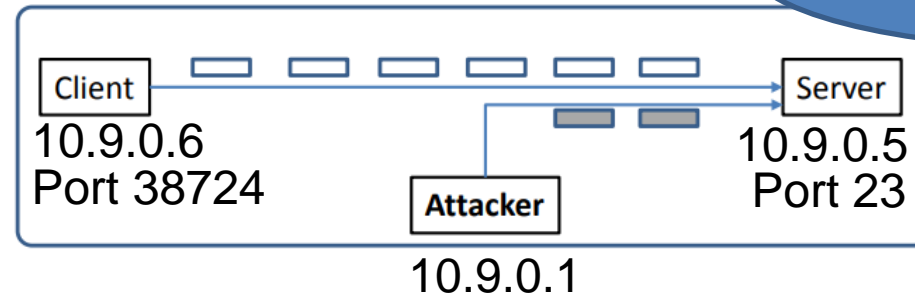 Client
Server
10.9.0.6
10.9.0.5
Port 38724
Port 23
Attacker
10.9.0.1